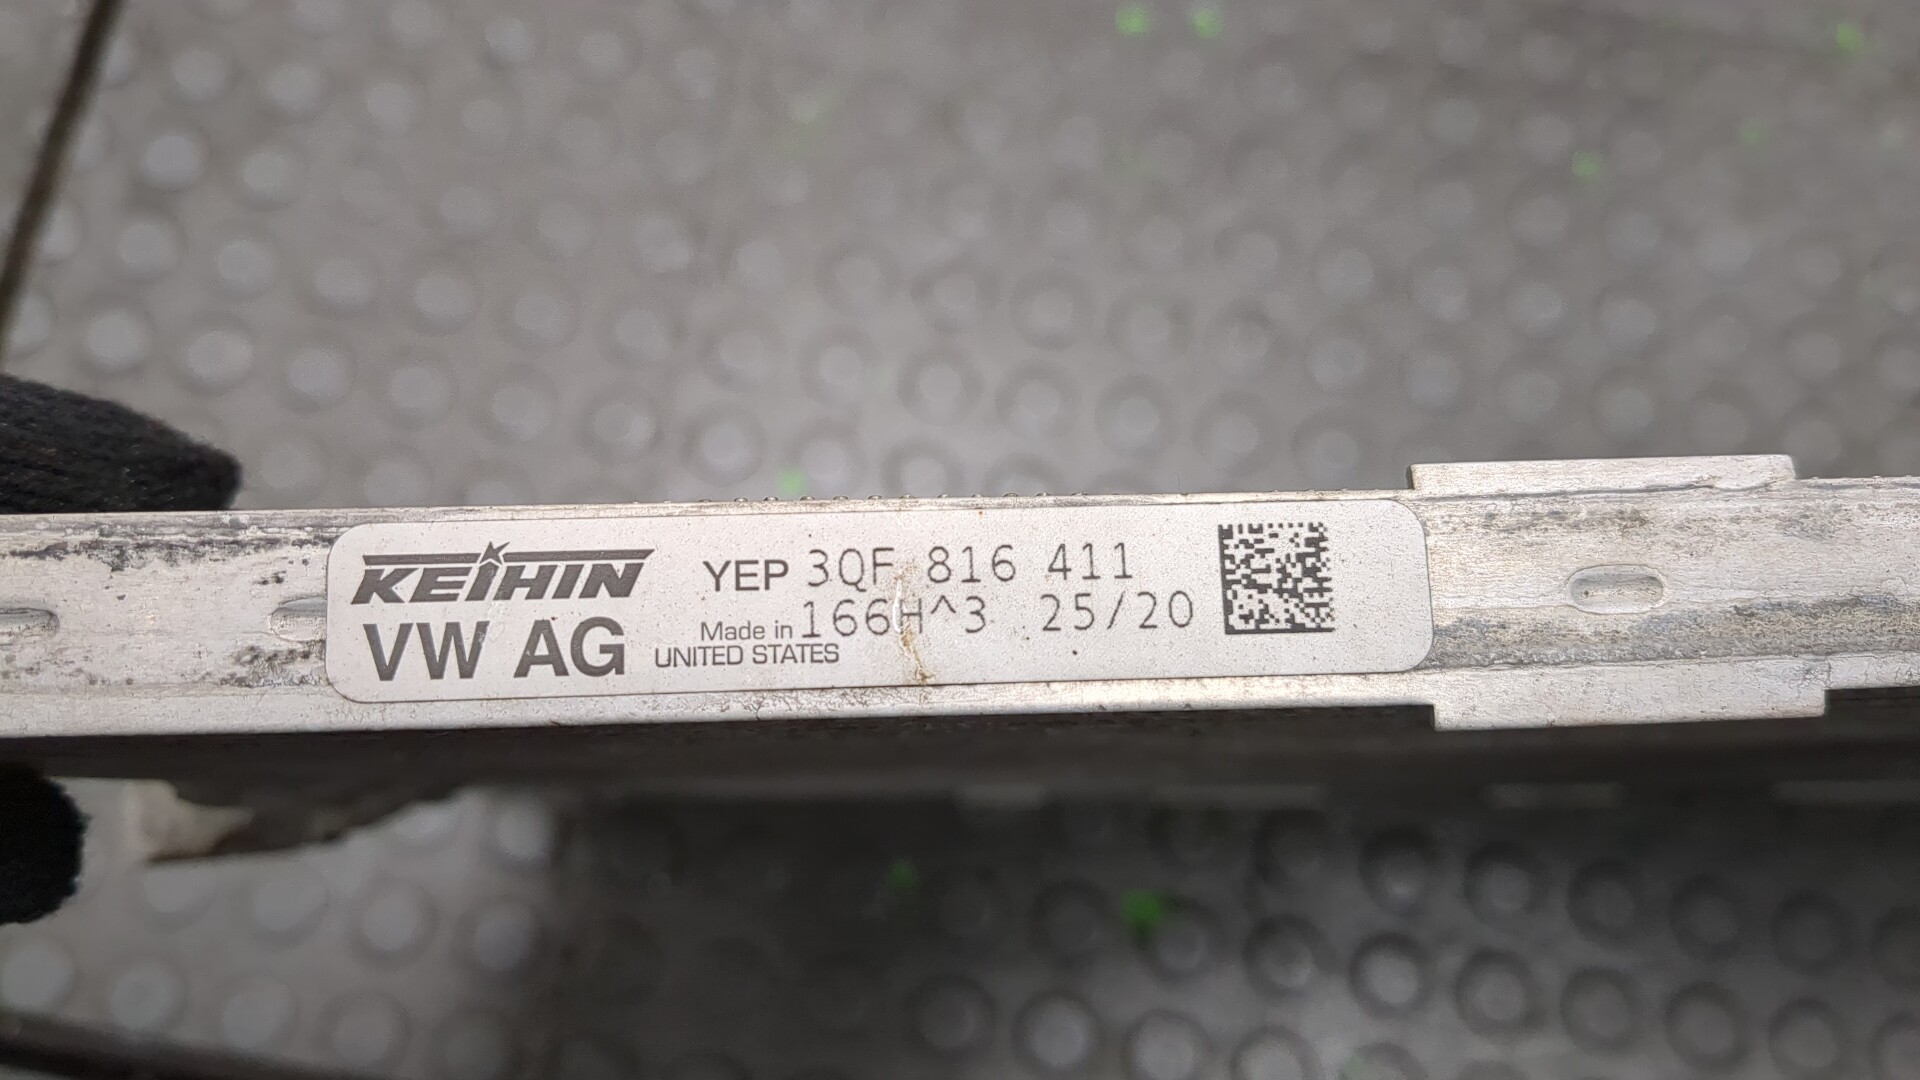 KEIHIN
VW AG
YEP 3QF 816 411
Made in 166H^3 25/20
UNITED STATES